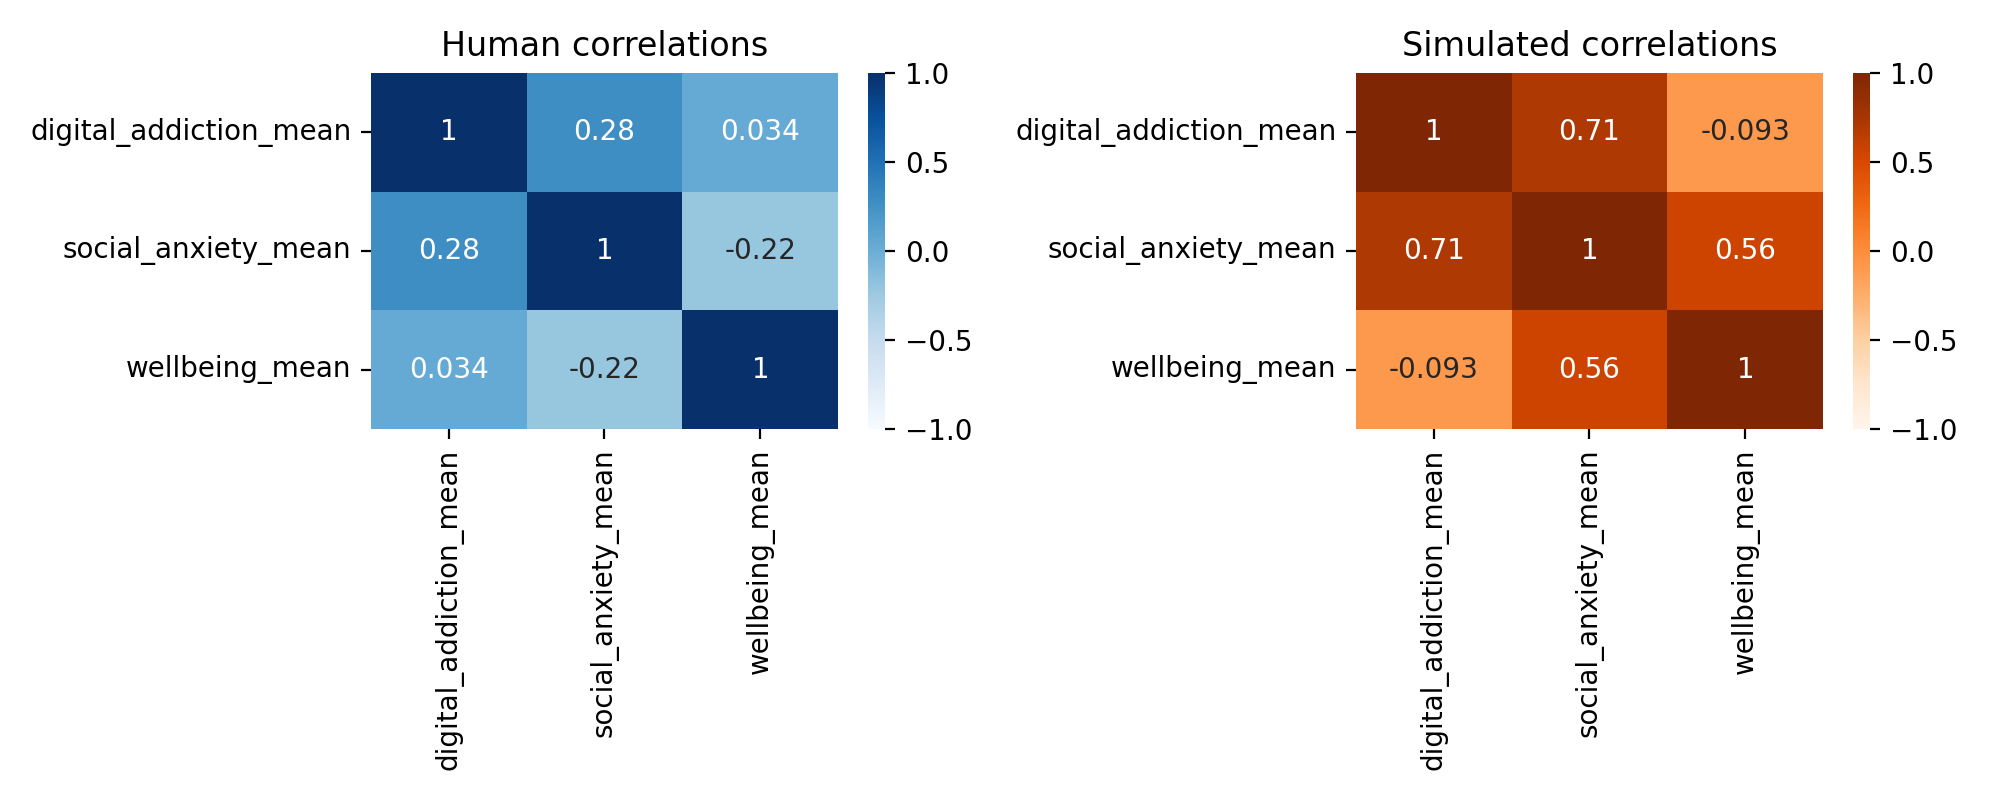 Human correlations
digital_addiction_mean
social_anxiety_mean
wellbeing_mean
1 0.28 0.034
0.28 1 -0.22
0.034 -0.22 1
digital_addiction_mean
social_anxiety_mean
wellbeing_mean
1.0
0.5
0.0
−0.5
−1.0
Simulated correlations
digital_addiction_mean
social_anxiety_mean
wellbeing_mean
1 0.71 -0.093
0.71 1 0.56
-0.093 0.56 1
digital_addiction_mean
social_anxiety_mean
wellbeing_mean
1.0
0.5
0.0
−0.5
−1.0